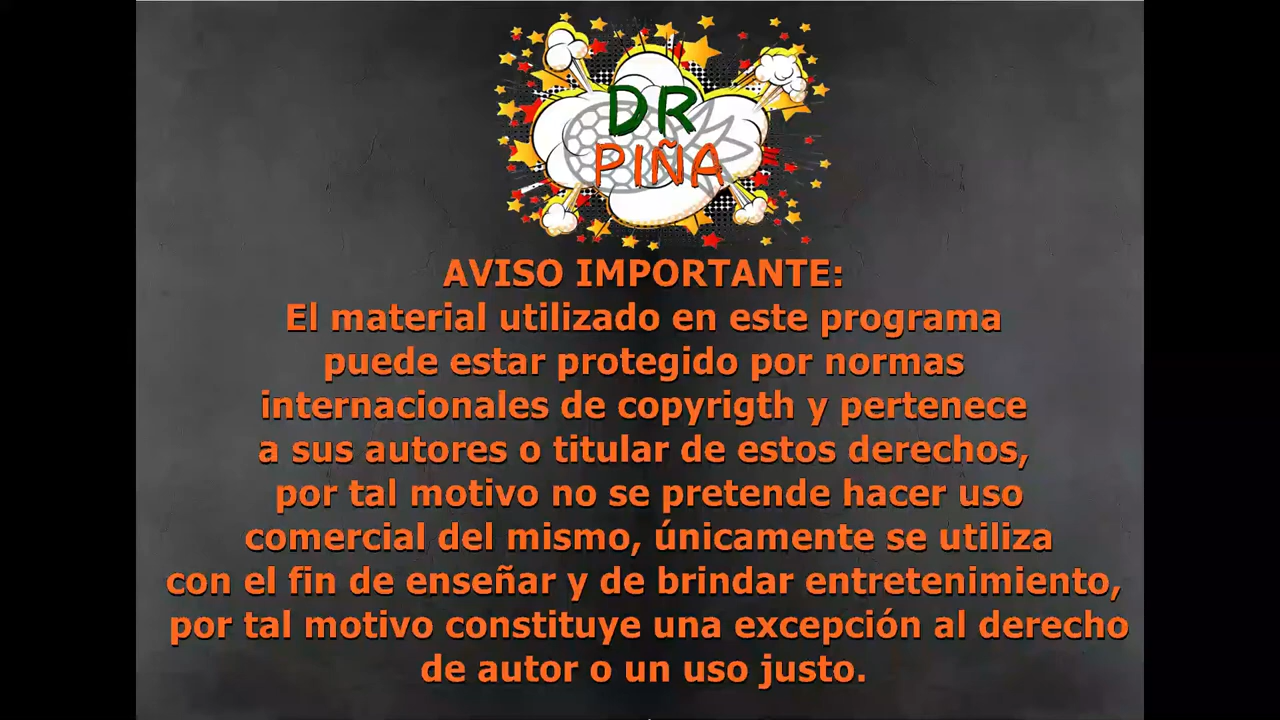 DR
PIÑA
AVISO IMPORTANTE:
El material utilizado en este programa
puede estar protegido por normas
internacionales de copyrigth y pertenece
a sus autores o titular de estos derechos,
por tal motivo no se pretende hacer uso
comercial del mismo, únicamente se utiliza
con el fin de enseñar y de brindar entretenimiento,
por tal motivo constituye una excepción al derecho
de autor o un uso justo.